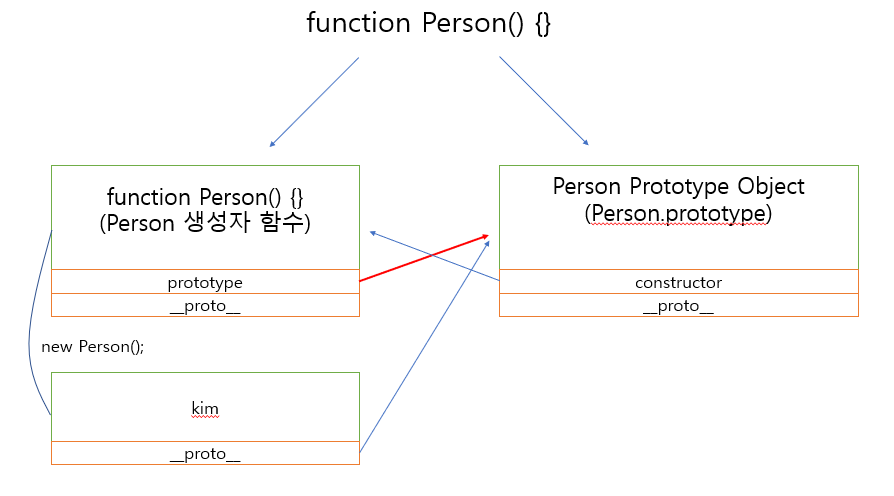 function Person() {}
function Person() {}
(Person 생성자 함수)
prototype
__proto__
Person Prototype Object
(Person.prototype)
constructor
__proto__
new Person();
kim
__proto__